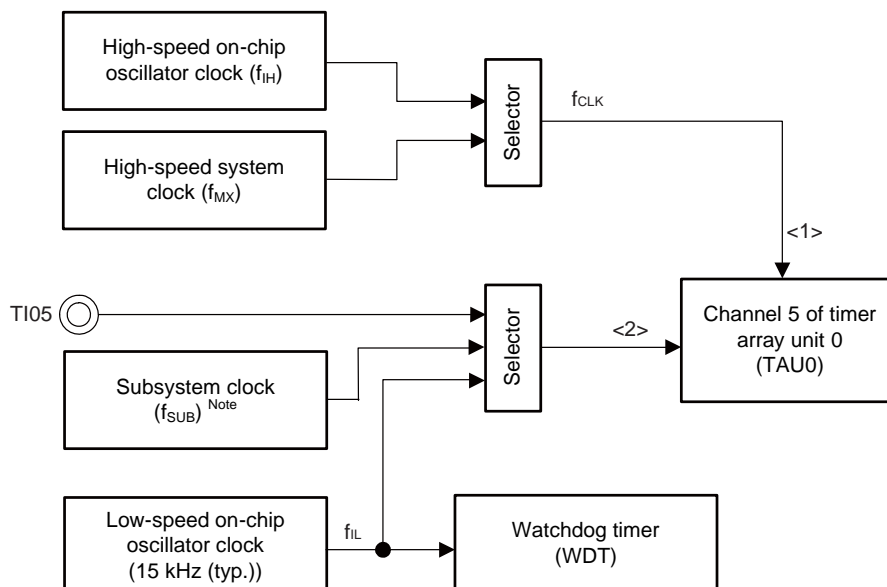 High-speed on-chip
oscillator clock (fIH)
High-speed system
clock (fMX)
Selector
fCLK
<1>
TI05
Subsystem clock
(fSUB) Note
Selector
<2>
Channel 5 of timer
array unit 0
(TAU0)
Low-speed on-chip
oscillator clock
(15 kHz (typ.))
fIL
Watchdog timer
(WDT)